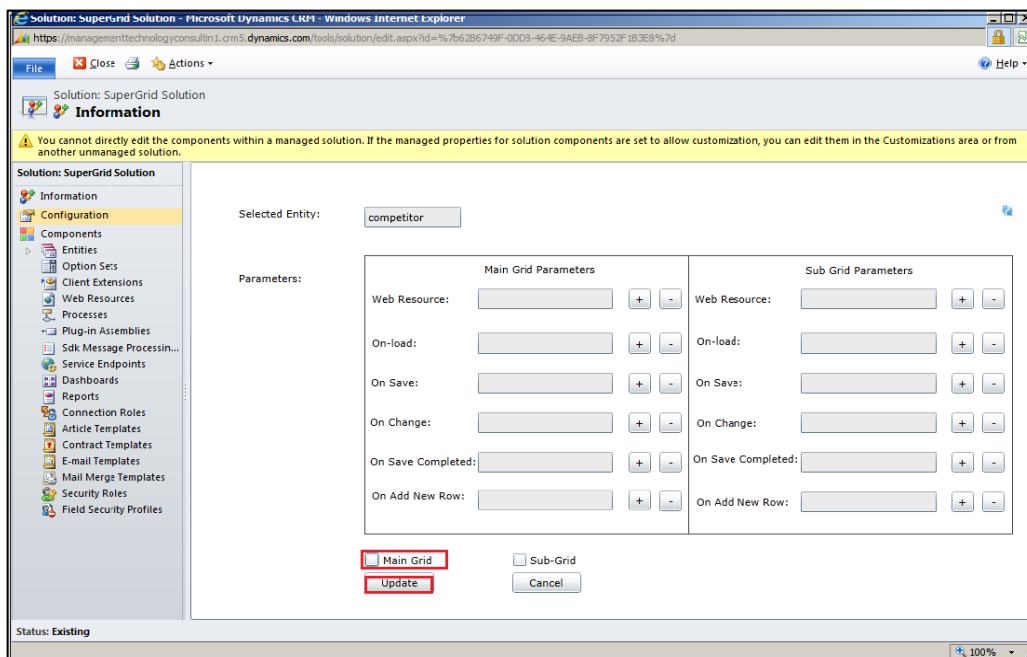 Solution: SuperGrid Solution - Microsoft Dynamics CRM - Windows Internet Explorer
https://managementtechnologyconsultin1.crm5.dynamics.com/tools/solution/edit.aspx?id=%7b62B6749F-0DD8-464E-9AEB-8F7952F1B3E8%7d
File Close Actions Help
Solution: SuperGrid Solution
Information
You cannot directly edit the components within a managed solution. If the managed properties for solution components are set to allow customization, you can edit them in the Customizations area or from
another unmanaged solution.
Solution: SuperGrid Solution
Information
Configuration
Components
Entities
Option Sets
Client Extensions
Web Resources
Processes
Plug-in Assemblies
Sdk Message Processin...
Service Endpoints
Dashboards
Reports
Connection Roles
Article Templates
Contract Templates
E-mail Templates
Mail Merge Templates
Security Roles
Field Security Profiles
Selected Entity: competitor
Parameters:
Main Grid Parameters
Web Resource: + -
On-load: + -
On Save: + -
On Change: + -
On Save Completed: + -
On Add New Row: + -
Sub Grid Parameters
Web Resource: + -
On-load: + -
On Save: + -
On Change: + -
On Save Completed: + -
On Add New Row: + -
Main Grid Sub-Grid
Update Cancel
Status: Existing
100%